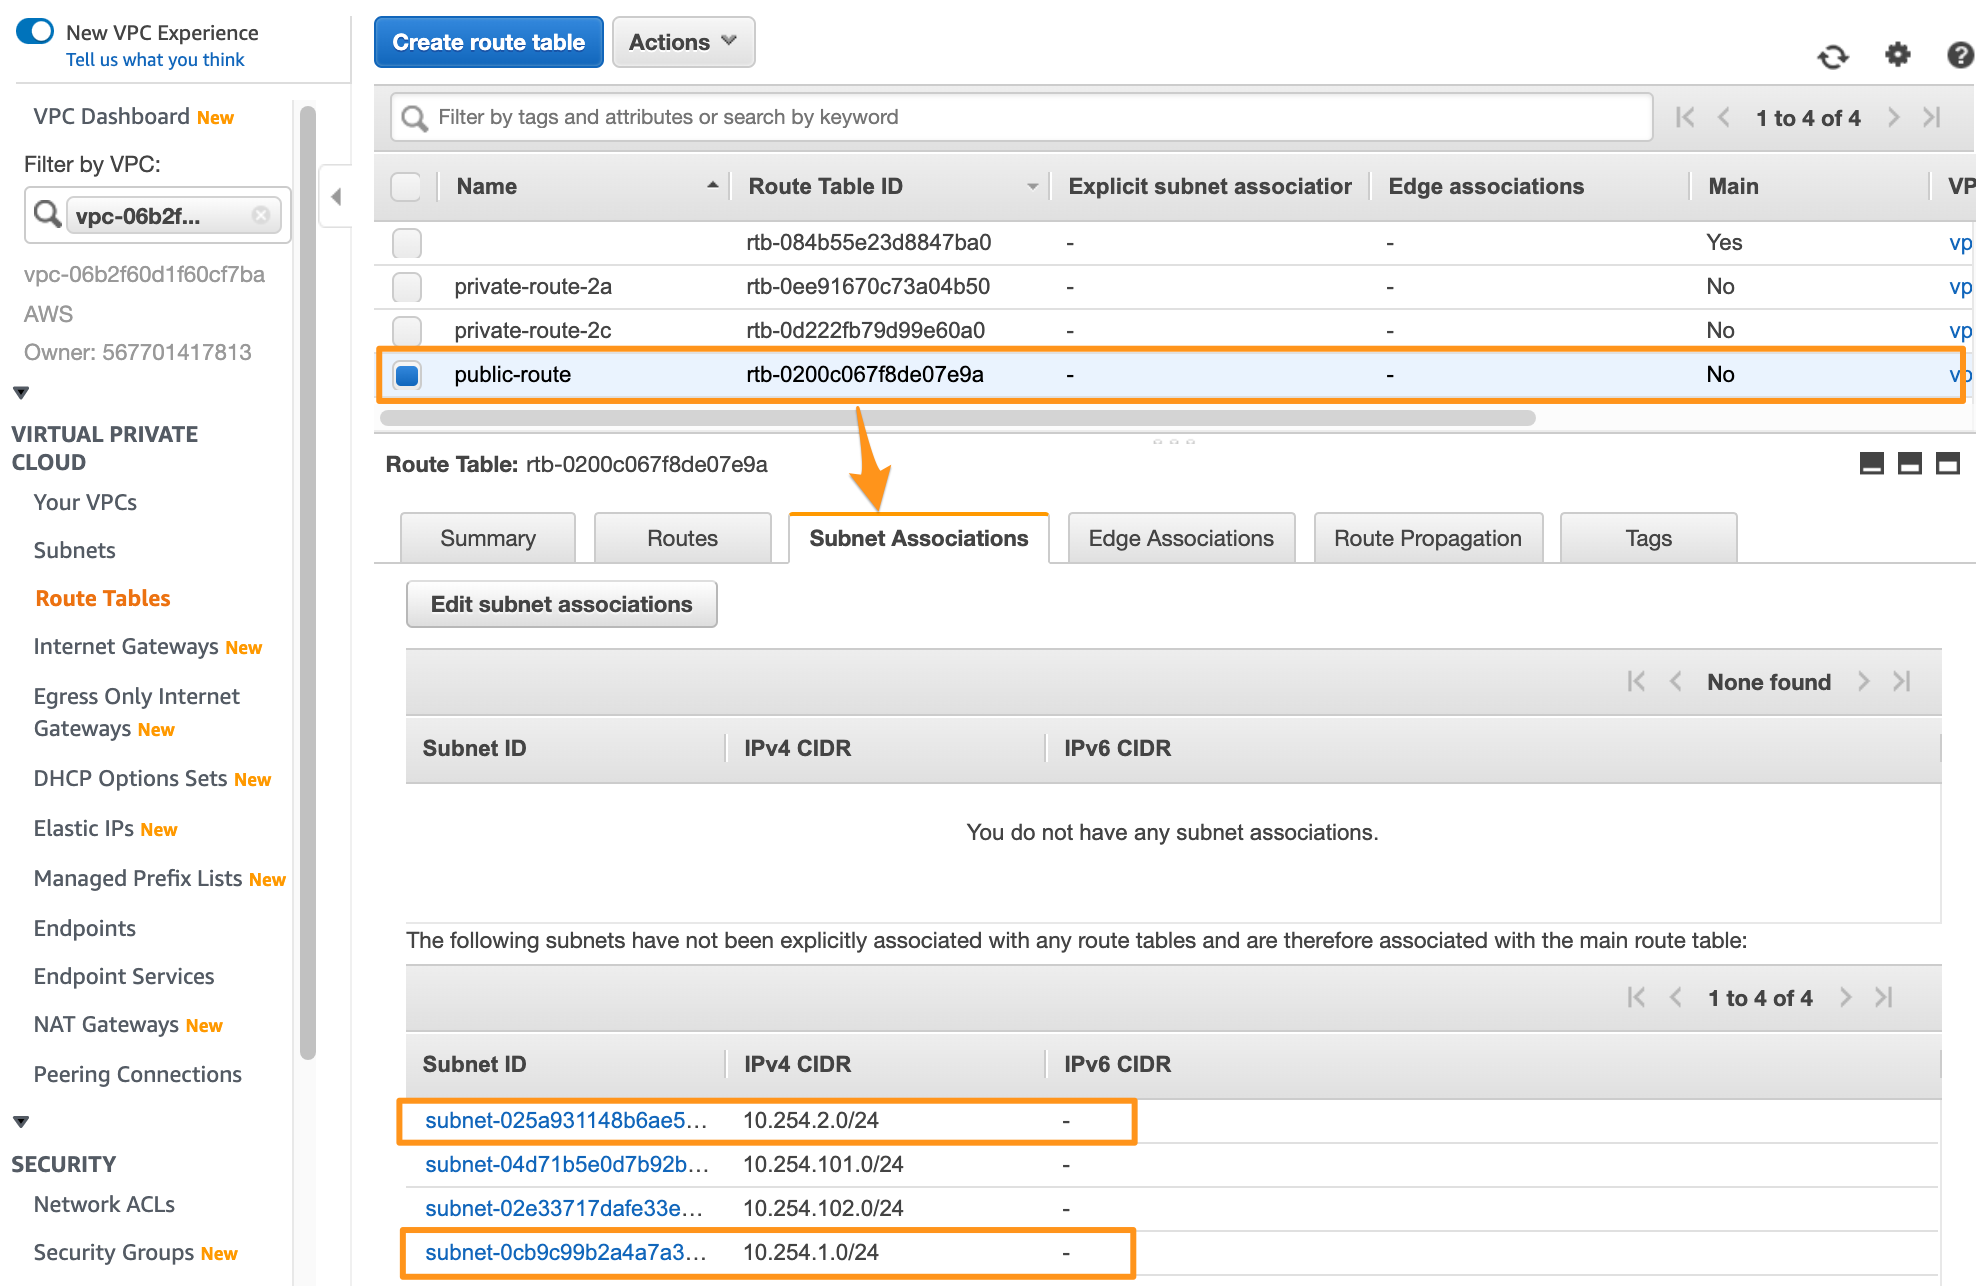 New VPC Experience
Tell us what you think
VPC Dashboard New
Filter by VPC:
vpc-06b2f...
vpc-06b2f60d1f60cf7ba
AWS
Owner: 567701417813
VIRTUAL PRIVATE
CLOUD
Your VPCs
Subnets
Route Tables
Internet Gateways New
Egress Only Internet
Gateways New
DHCP Options Sets New
Elastic IPs New
Managed Prefix Lists New
Endpoints
Endpoint Services
NAT Gateways New
Peering Connections
SECURITY
Network ACLs
Security Groups New
Create route table Actions
Filter by tags and attributes or search by keyword 1 to 4 of 4
Name Route Table ID Explicit subnet association Edge associations Main VP
rtb-084b55e23d8847ba0 - - Yes vp
private-route-2a rtb-0ee91670c73a04b50 - - No vp
private-route-2c rtb-0d222fb79d99e60a0 - - No vp
public-route rtb-0200c067f8de07e9a - - No vp
Route Table: rtb-0200c067f8de07e9a
Summary Routes Subnet Associations Edge Associations Route Propagation Tags
Edit subnet associations
None found
Subnet ID IPv4 CIDR IPv6 CIDR
You do not have any subnet associations.
The following subnets have not been explicitly associated with any route tables and are therefore associated with the main route table:
1 to 4 of 4
Subnet ID IPv4 CIDR IPv6 CIDR
subnet-025a931148b6ae5... 10.254.2.0/24 -
subnet-04d71b5e0d7b92b... 10.254.101.0/24 -
subnet-02e33717dafe33e... 10.254.102.0/24 -
subnet-0cb9c99b2a4a7a3... 10.254.1.0/24 -